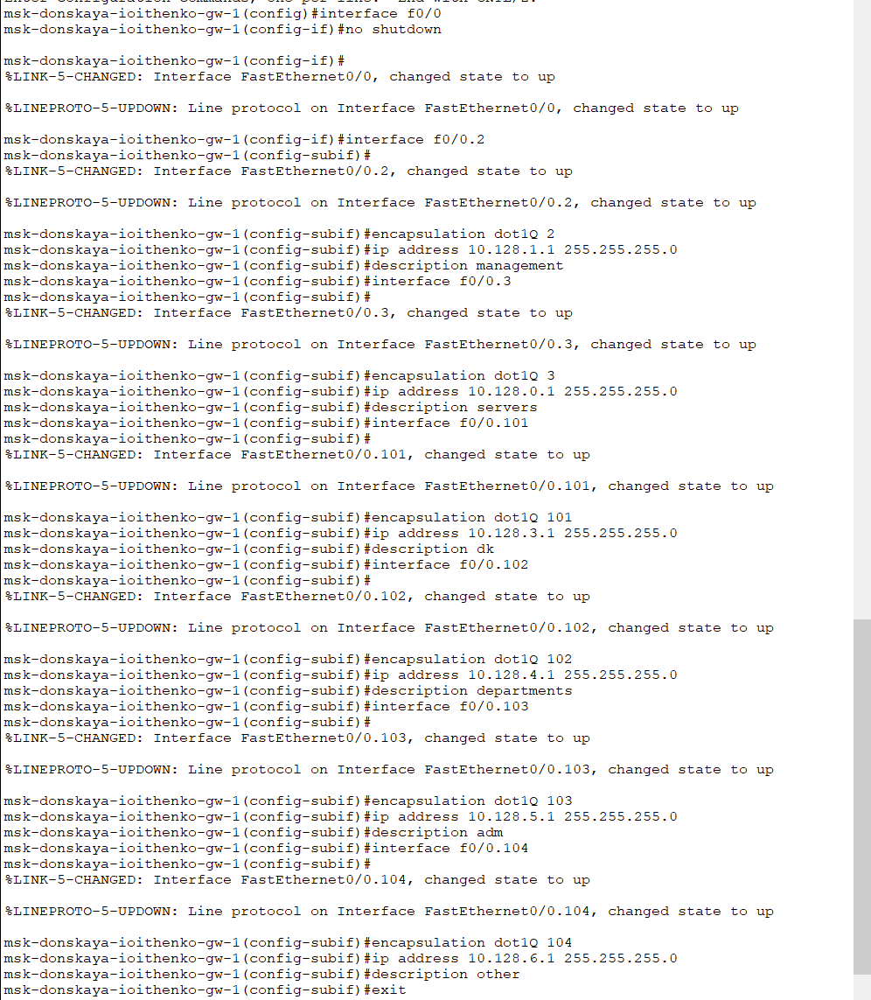 msk-donskaya-ioithenko-gw-1(config)#interface f0/0
msk-donskaya-ioithenko-gw-1(config-if)#no shutdown
msk-donskaya-ioithenko-gw-1(config-if)#
%LINK-5-CHANGED: Interface FastEthernet0/0, changed state to up
%LINEPROTO-5-UPDOWN: Line protocol on Interface FastEthernet0/0, changed state to up
msk-donskaya-ioithenko-gw-1(config-if)#interface f0/0.2
msk-donskaya-ioithenko-gw-1(config-subif)#
%LINK-5-CHANGED: Interface FastEthernet0/0.2, changed state to up
%LINEPROTO-5-UPDOWN: Line protocol on Interface FastEthernet0/0.2, changed state to up
msk-donskaya-ioithenko-gw-1(config-subif)#encapsulation dot1Q 2
msk-donskaya-ioithenko-gw-1(config-subif)#ip address 10.128.1.1 255.255.255.0
msk-donskaya-ioithenko-gw-1(config-subif)#description management
msk-donskaya-ioithenko-gw-1(config-subif)#interface f0/0.3
msk-donskaya-ioithenko-gw-1(config-subif)#
%LINK-5-CHANGED: Interface FastEthernet0/0.3, changed state to up
%LINEPROTO-5-UPDOWN: Line protocol on Interface FastEthernet0/0.3, changed state to up
msk-donskaya-ioithenko-gw-1(config-subif)#encapsulation dot1Q 3
msk-donskaya-ioithenko-gw-1(config-subif)#ip address 10.128.0.1 255.255.255.0
msk-donskaya-ioithenko-gw-1(config-subif)#description servers
msk-donskaya-ioithenko-gw-1(config-subif)#interface f0/0.101
msk-donskaya-ioithenko-gw-1(config-subif)#
%LINK-5-CHANGED: Interface FastEthernet0/0.101, changed state to up
%LINEPROTO-5-UPDOWN: Line protocol on Interface FastEthernet0/0.101, changed state to up
msk-donskaya-ioithenko-gw-1(config-subif)#encapsulation dot1Q 101
msk-donskaya-ioithenko-gw-1(config-subif)#ip address 10.128.3.1 255.255.255.0
msk-donskaya-ioithenko-gw-1(config-subif)#description dk
msk-donskaya-ioithenko-gw-1(config-subif)#interface f0/0.102
msk-donskaya-ioithenko-gw-1(config-subif)#
%LINK-5-CHANGED: Interface FastEthernet0/0.102, changed state to up
%LINEPROTO-5-UPDOWN: Line protocol on Interface FastEthernet0/0.102, changed state to up
msk-donskaya-ioithenko-gw-1(config-subif)#encapsulation dot1Q 102
msk-donskaya-ioithenko-gw-1(config-subif)#ip address 10.128.4.1 255.255.255.0
msk-donskaya-ioithenko-gw-1(config-subif)#description departments
msk-donskaya-ioithenko-gw-1(config-subif)#interface f0/0.103
msk-donskaya-ioithenko-gw-1(config-subif)#
%LINK-5-CHANGED: Interface FastEthernet0/0.103, changed state to up
%LINEPROTO-5-UPDOWN: Line protocol on Interface FastEthernet0/0.103, changed state to up
msk-donskaya-ioithenko-gw-1(config-subif)#encapsulation dot1Q 103
msk-donskaya-ioithenko-gw-1(config-subif)#ip address 10.128.5.1 255.255.255.0
msk-donskaya-ioithenko-gw-1(config-subif)#description adm
msk-donskaya-ioithenko-gw-1(config-subif)#interface f0/0.104
msk-donskaya-ioithenko-gw-1(config-subif)#
%LINK-5-CHANGED: Interface FastEthernet0/0.104, changed state to up
%LINEPROTO-5-UPDOWN: Line protocol on Interface FastEthernet0/0.104, changed state to up
msk-donskaya-ioithenko-gw-1(config-subif)#encapsulation dot1Q 104
msk-donskaya-ioithenko-gw-1(config-subif)#ip address 10.128.6.1 255.255.255.0
msk-donskaya-ioithenko-gw-1(config-subif)#description other
msk-donskaya-ioithenko-gw-1(config-subif)#exit